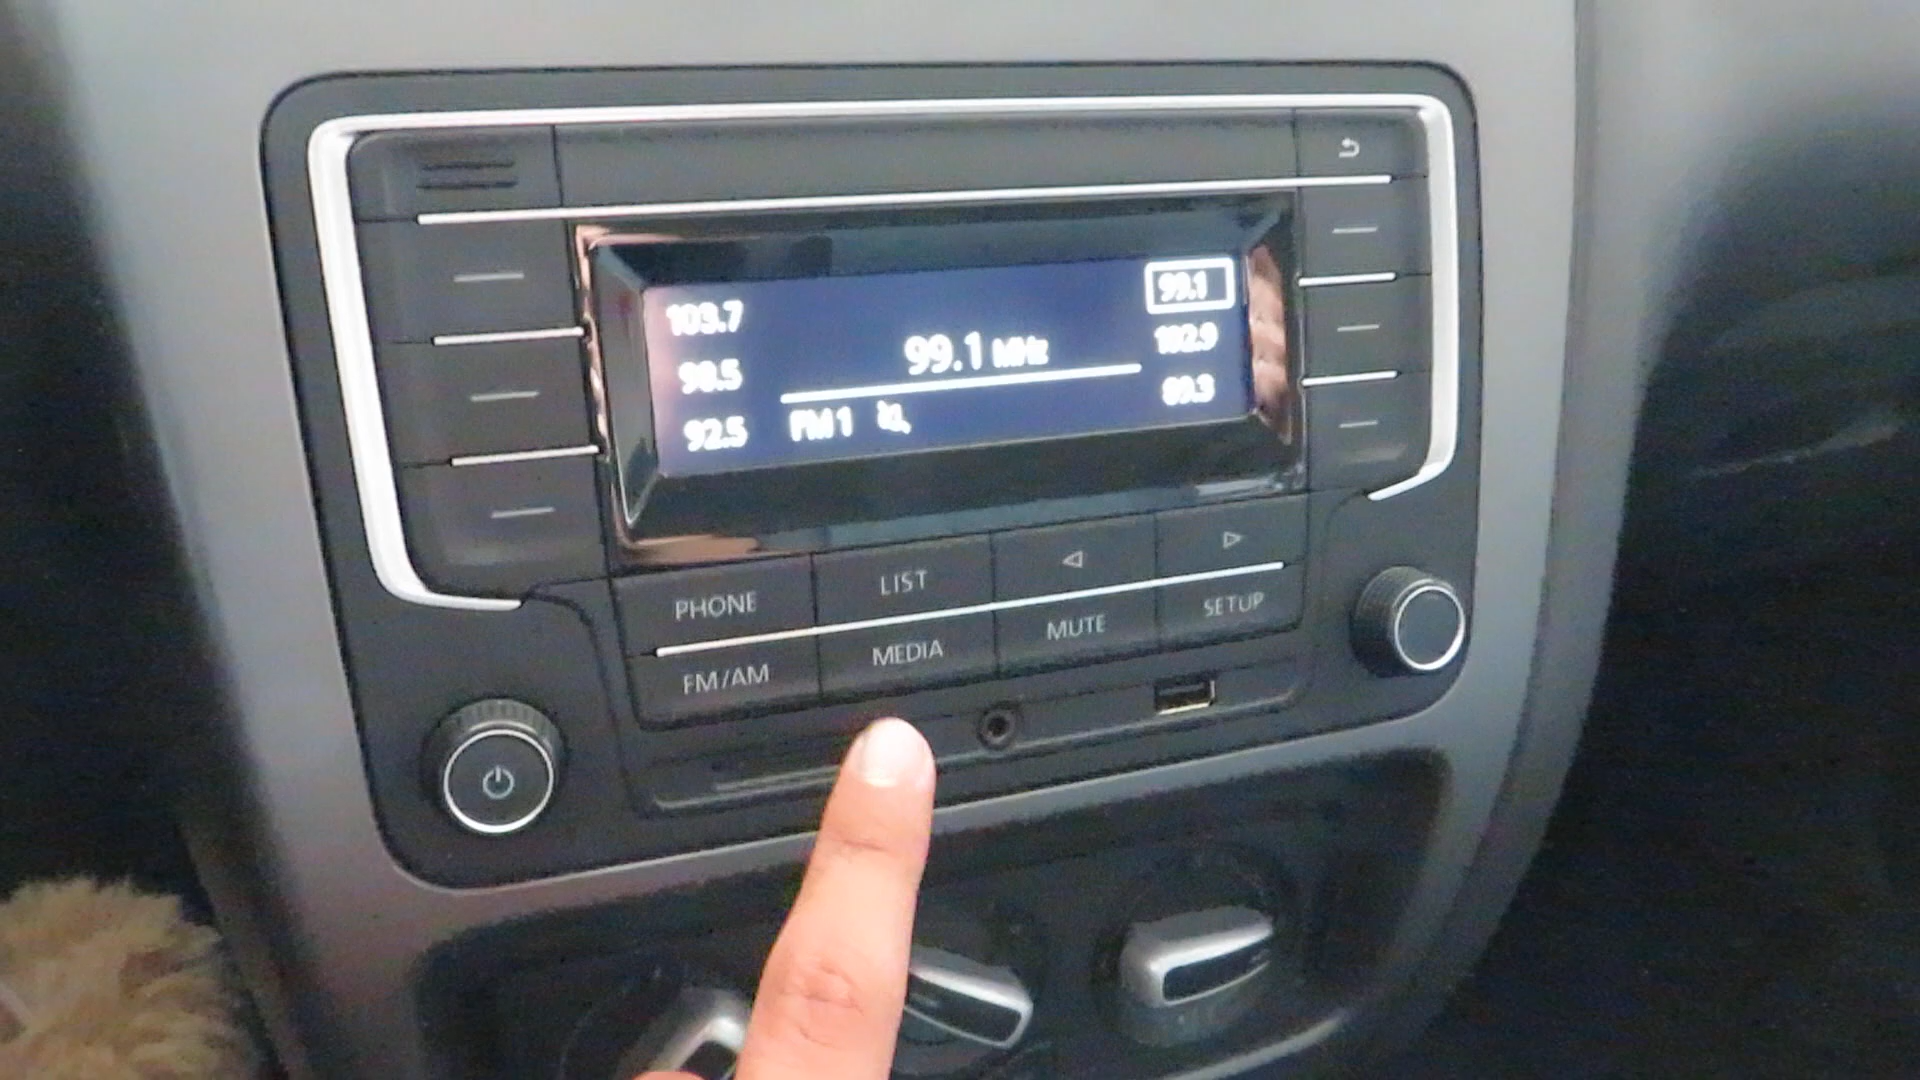 103.7
99.1
99.1 MHz
98.5
102.9
92.5
FM1
89.3
PHONE
LIST
FM/AM
MEDIA
MUTE
SETUP